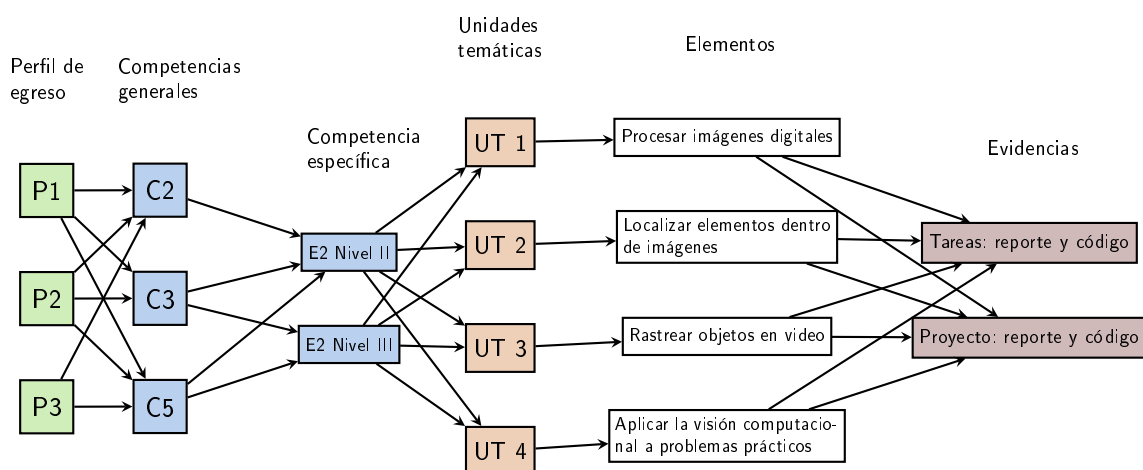 Perfil de
egreso
Competencias
generales
Competencia
específica
Unidades
temáticas
Elementos
Evidencias
P1
P2
P3
C2
C3
C5
E2 Nivel II
E2 Nivel III
UT 1
UT 2
UT 3
UT 4
Procesar imágenes digitales
Localizar elementos dentro
de imágenes
Rastrear objetos en video
Aplicar la visión computacio-
nal a problemas prácticos
Tareas: reporte y código
Proyecto: reporte y código